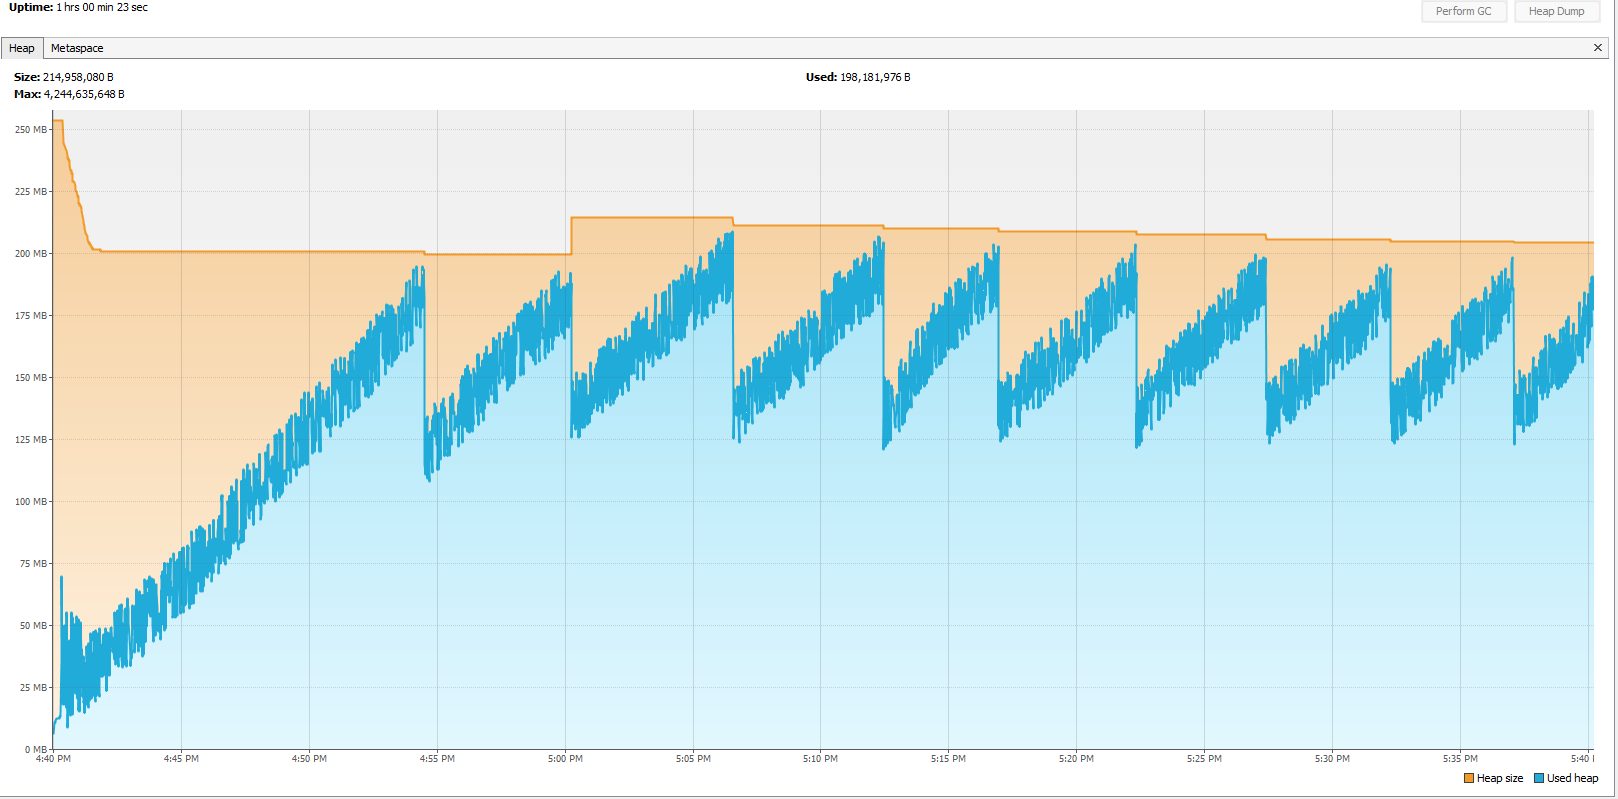 Uptime: 1 hrs 00 min 23 sec
Perform GC Heap Dump
Heap Metaspace ×
Size: 214,958,080 B Used: 198,181,976 B
Max: 4,244,635,648 B
250 MB
225 MB
200 MB
175 MB
150 MB
125 MB
100 MB
75 MB
50 MB
25 MB
0 MB
4:40 PM 4:45 PM 4:50 PM 4:55 PM 5:00 PM 5:05 PM 5:10 PM 5:15 PM 5:20 PM 5:25 PM 5:30 PM 5:35 PM 5:40
Heap size Used heap